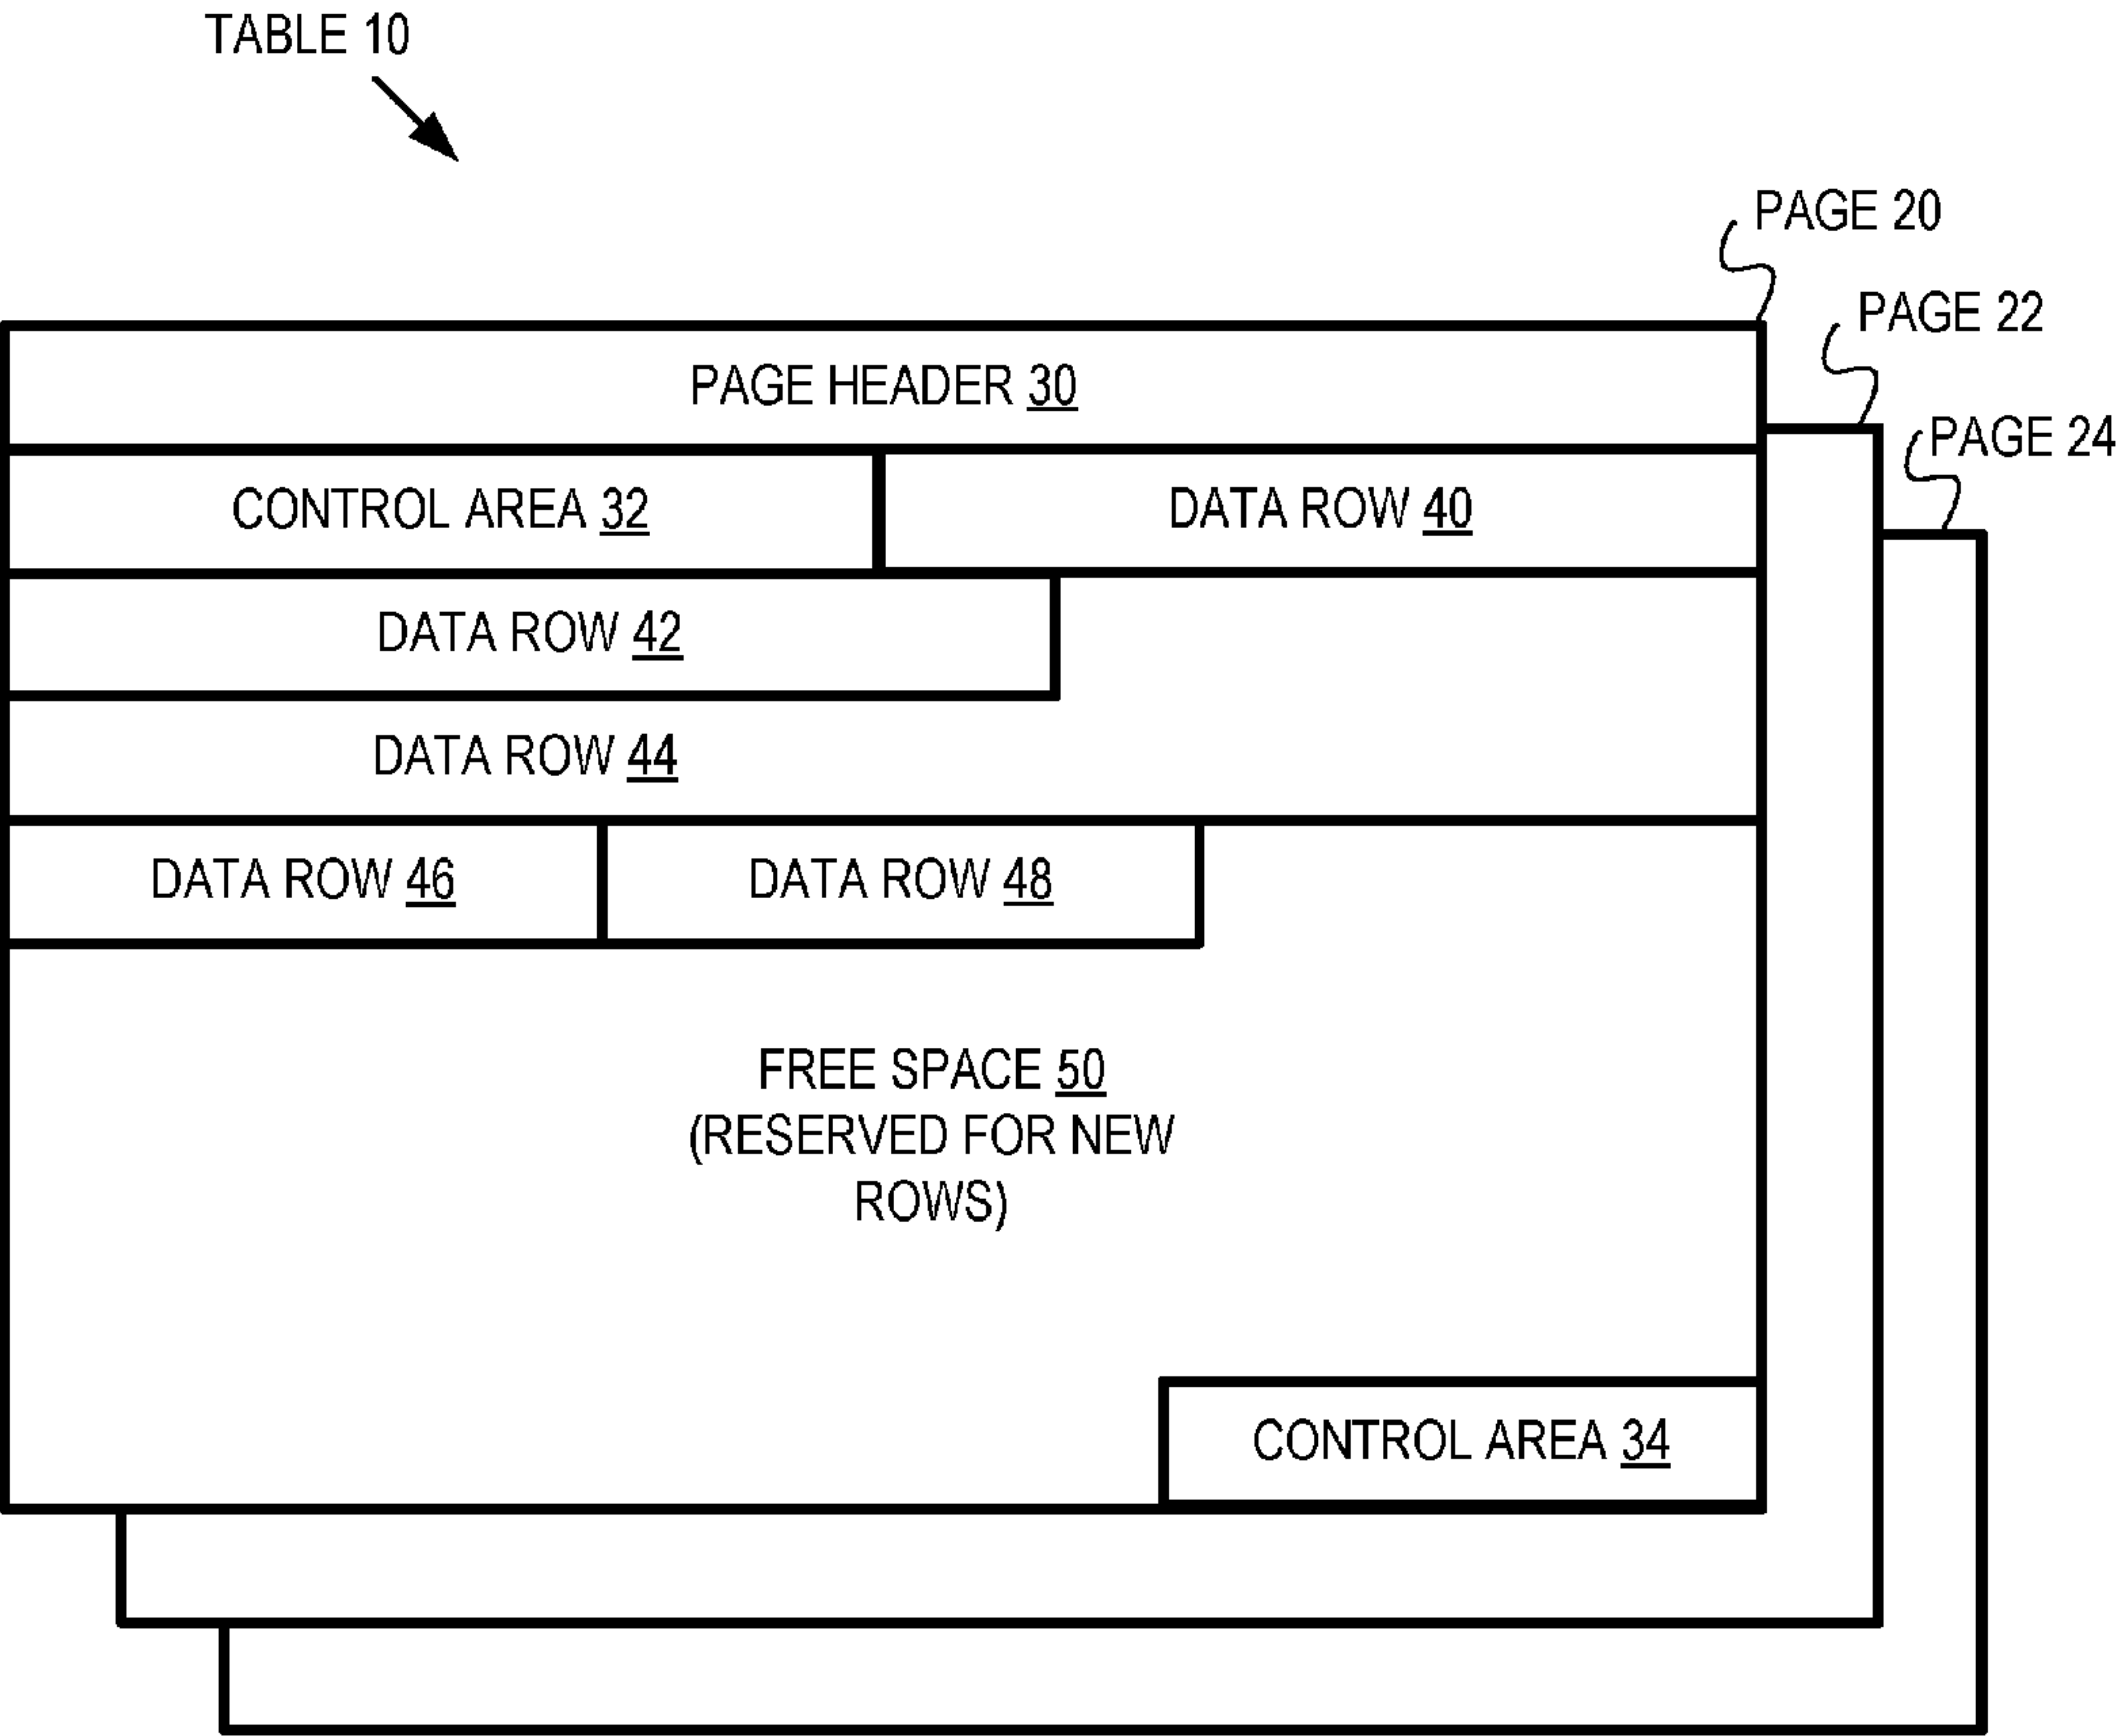 TABLE 10
PAGE 20
PAGE 22
PAGE 24
PAGE HEADER 30
CONTROL AREA 32
DATA ROW 40
DATA ROW 42
DATA ROW 44
DATA ROW 46
DATA ROW 48
FREE SPACE 50
(RESERVED FOR NEW
ROWS)
CONTROL AREA 34